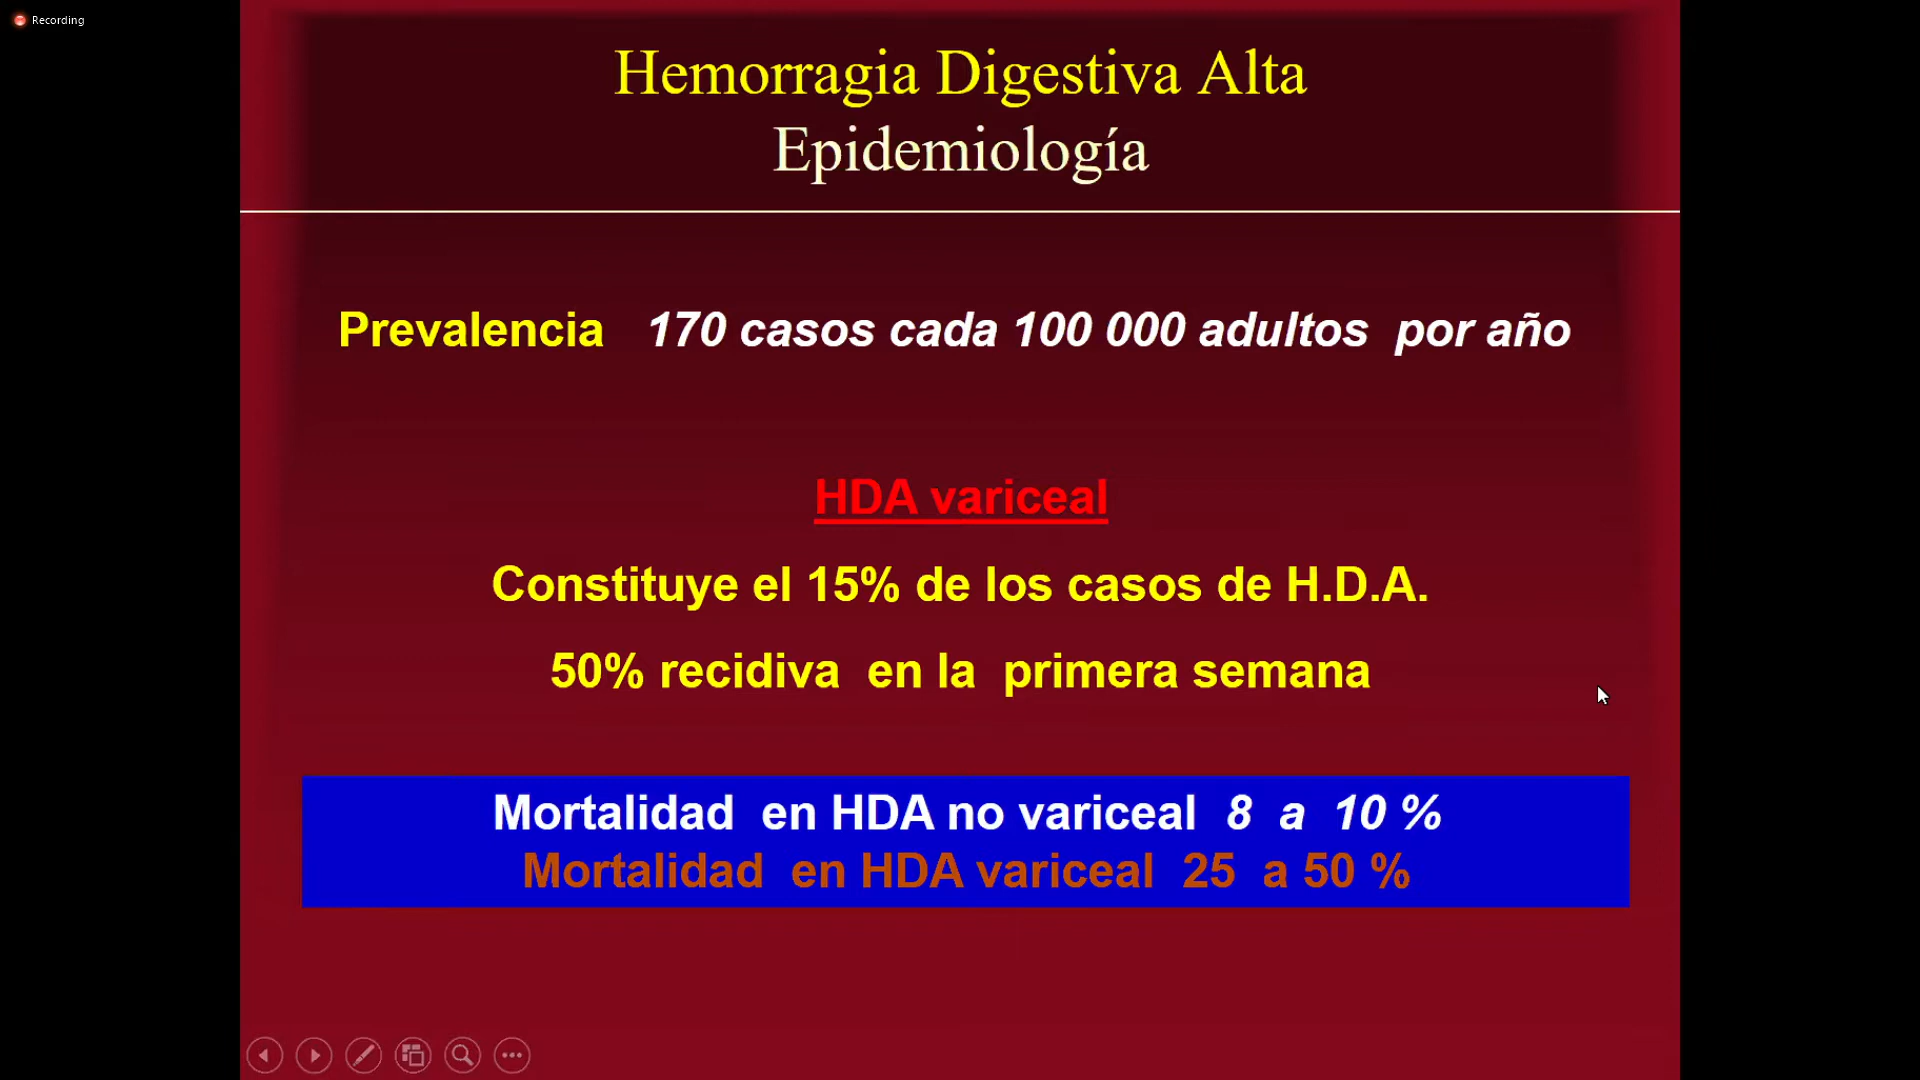 Recording
Hemorragia Digestiva Alta
Epidemiología
Prevalencia 170 casos cada 100 000 adultos por año
HDA variceal
Constituye el 15% de los casos de H.D.A.
50% recidiva en la primera semana
Mortalidad en HDA no variceal 8 a 10 %
Mortalidad en HDA variceal 25 a 50 %